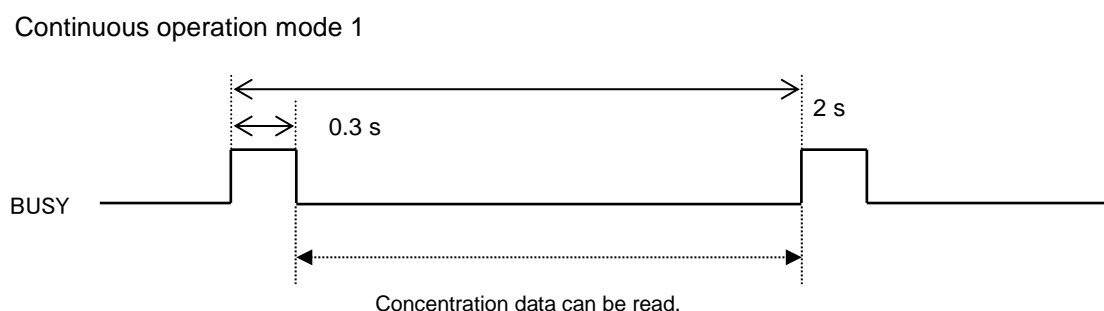 Continuous operation mode 1
2 s
0.3 s
BUSY
Concentration data can be read.